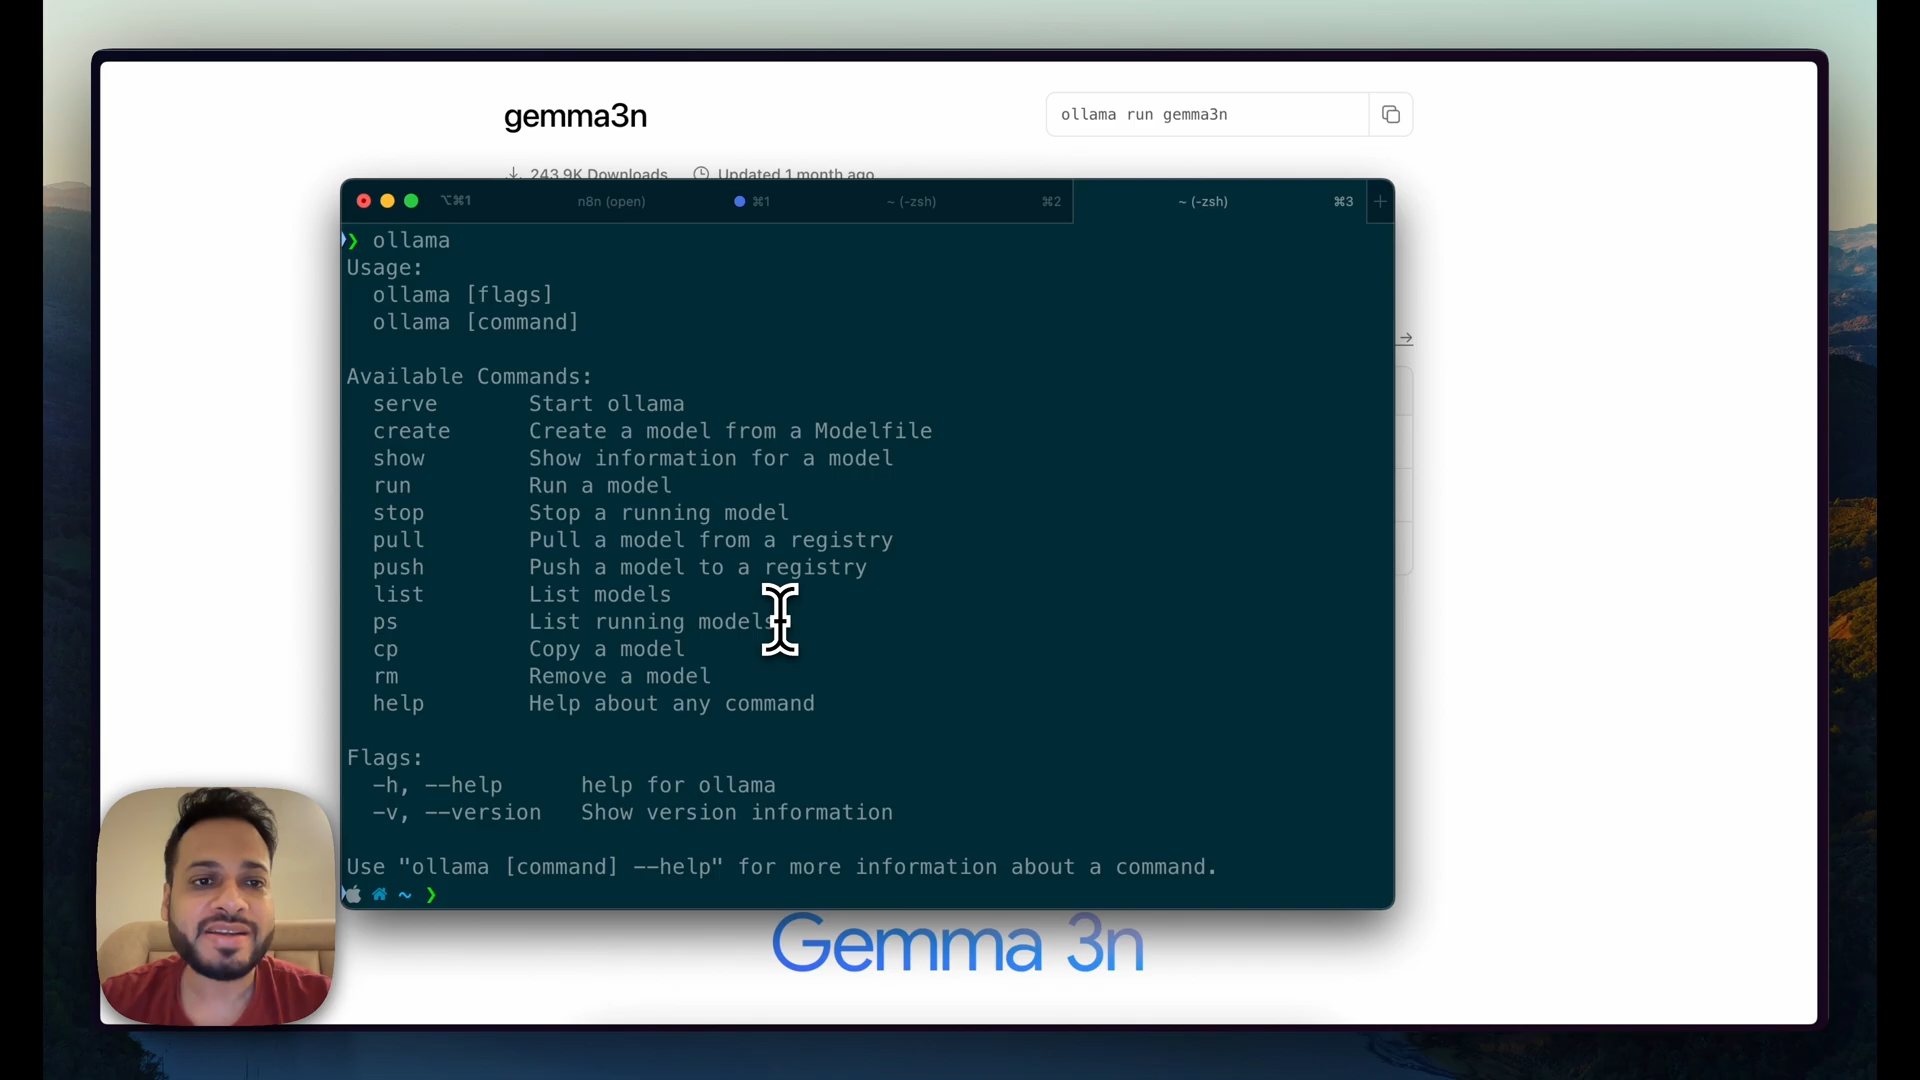 gemma3n
ollama run gemma3n
243.9K Downloads Updated 1 month ago
⌥⌘1 n8n (open) ⌘1 ~ (-zsh) ⌘2 ~ (-zsh) ⌘3 +
❯ ollama
Usage:
ollama [flags]
ollama [command]
Available Commands:
serve Start ollama
create Create a model from a Modelfile
show Show information for a model
run Run a model
stop Stop a running model
pull Pull a model from a registry
push Push a model to a registry
list List models
ps List running models
cp Copy a model
rm Remove a model
help Help about any command
Flags:
-h, --help help for ollama
-v, --version Show version information
Use "ollama [command] --help" for more information about a command.
~ ❯
Gemma 3n